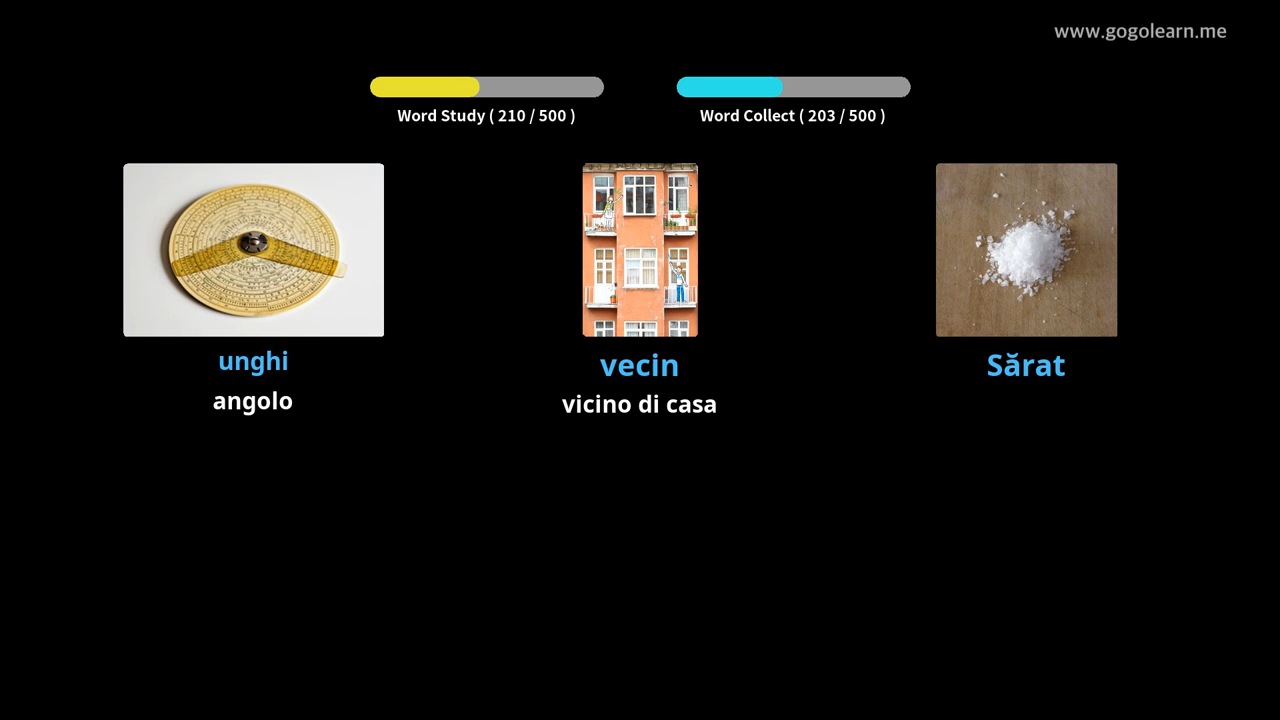 www.gogolearn.me
Word Study ( 210 / 500 )
Word Collect ( 203 / 500 )
unghi
vecin
Sărat
angolo
vicino di casa